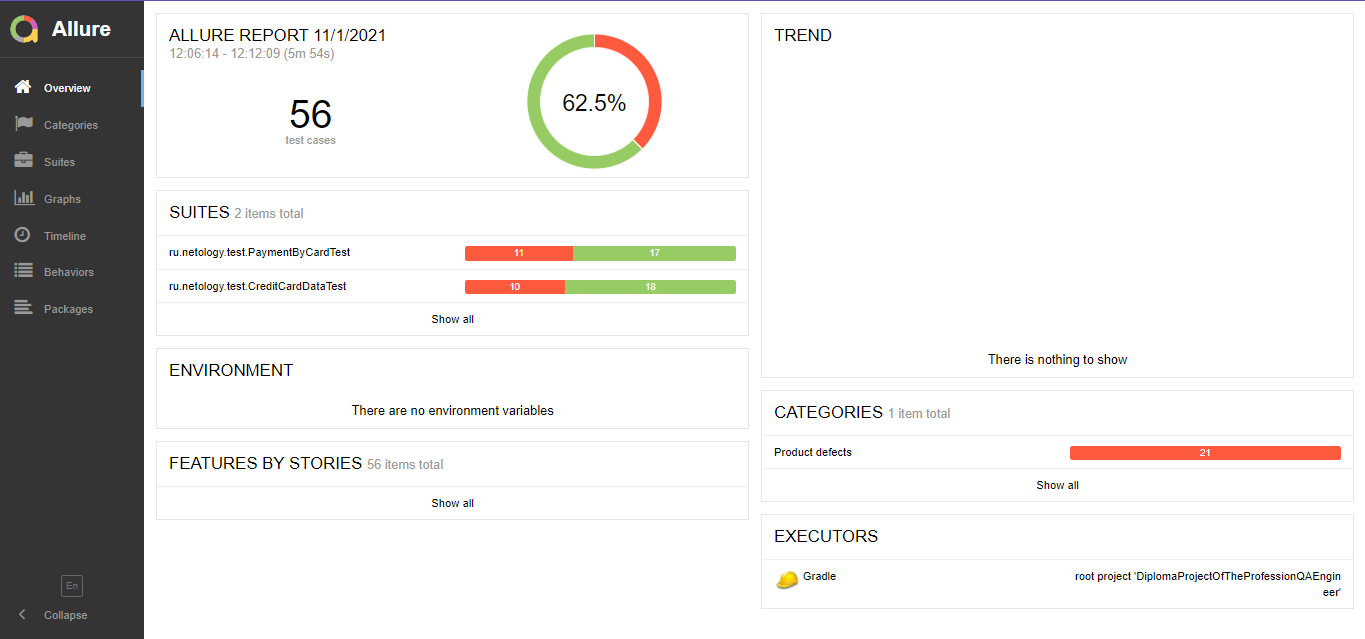 Allure
Overview
Categories
Suites
Graphs
Timeline
Behaviors
Packages
En
Collapse
ALLURE REPORT 11/1/2021
12:06:14 - 12:12:09 (5m 54s)
56
test cases
62.5%
SUITES 2 items total
ru.netology.test.PaymentByCardTest 11 17
ru.netology.test.CreditCardDataTest 10 18
Show all
ENVIRONMENT
There are no environment variables
FEATURES BY STORIES 56 items total
Show all
TREND
There is nothing to show
CATEGORIES 1 item total
Product defects 21
Show all
EXECUTORS
Gradle root project 'DiplomaProjectOfTheProfessionQAEngin
eer'